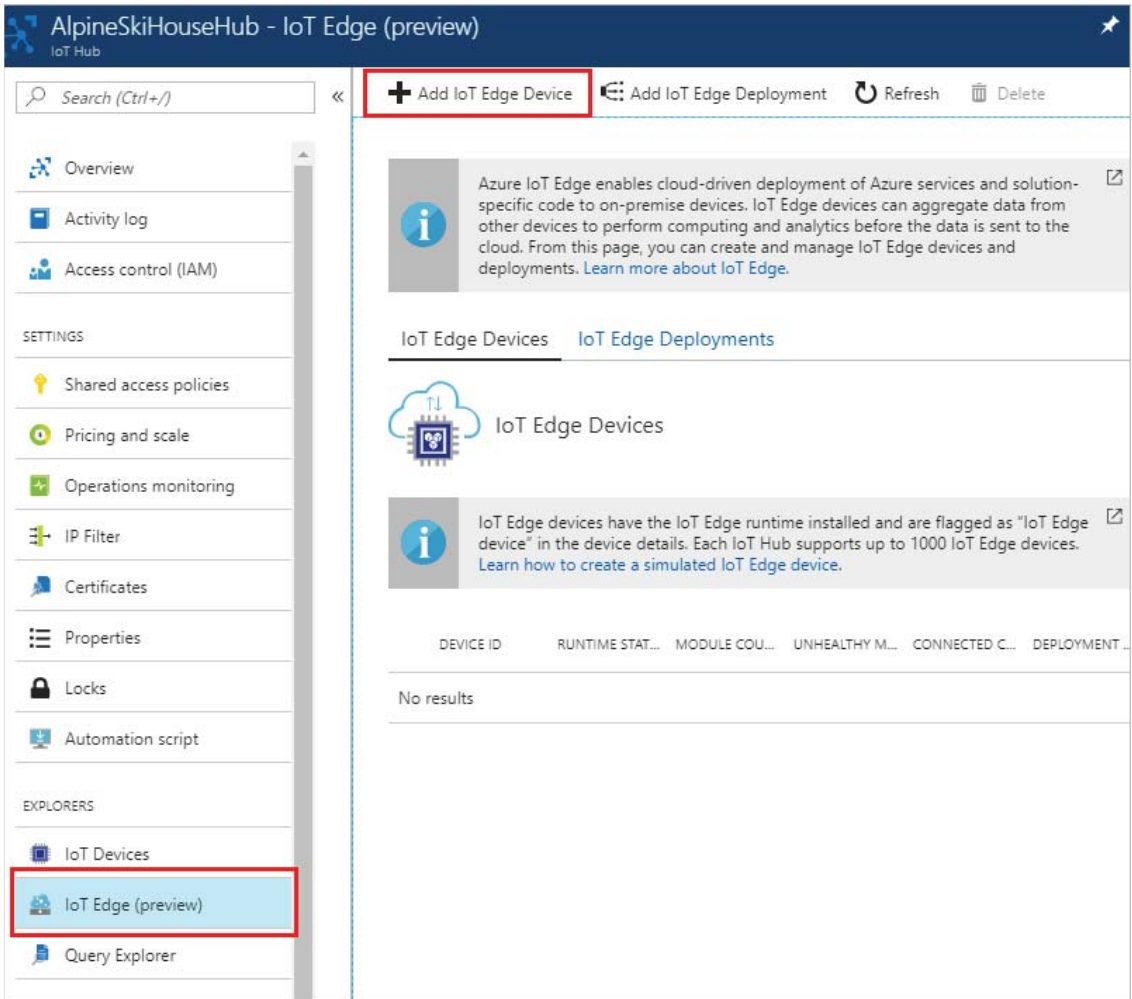 AlpineSkiHouseHub - IoT Edge (preview)
IoT Hub
Search (Ctrl+/)
Overview
Activity log
Access control (IAM)
SETTINGS
Shared access policies
Pricing and scale
Operations monitoring
IP Filter
Certificates
Properties
Locks
Automation script
EXPLORERS
IoT Devices
IoT Edge (preview)
Query Explorer
Add IoT Edge Device Add IoT Edge Deployment Refresh Delete
Azure IoT Edge enables cloud-driven deployment of Azure services and solution-
specific code to on-premise devices. IoT Edge devices can aggregate data from
other devices to perform computing and analytics before the data is sent to the
cloud. From this page, you can create and manage IoT Edge devices and
deployments. Learn more about IoT Edge.
IoT Edge Devices IoT Edge Deployments
IoT Edge Devices
IoT Edge devices have the IoT Edge runtime installed and are flagged as "IoT Edge
device" in the device details. Each IoT Hub supports up to 1000 IoT Edge devices.
Learn how to create a simulated IoT Edge device.
DEVICE ID RUNTIME STAT... MODULE COU... UNHEALTHY M... CONNECTED C... DEPLOYMENT ...
No results